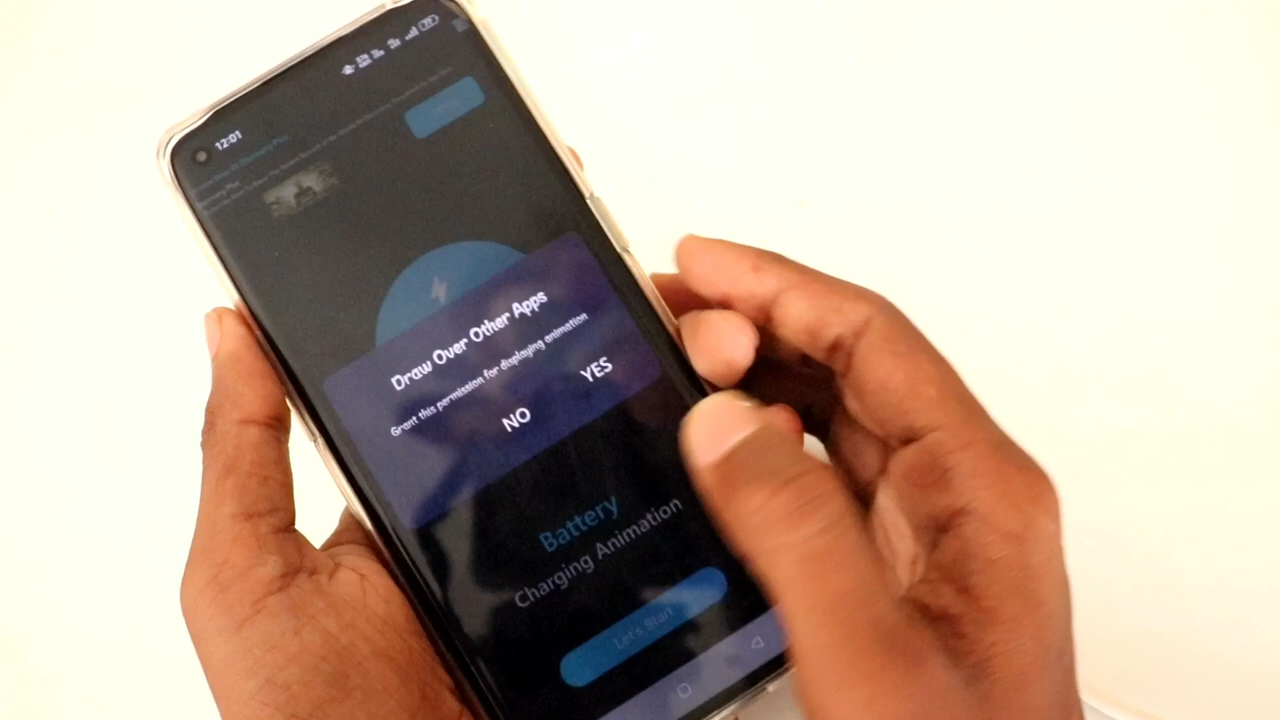 12:01
Draw Over Other Apps
Grant this permission for displaying animation
NO
YES
Battery
Charging Animation
Let's Start